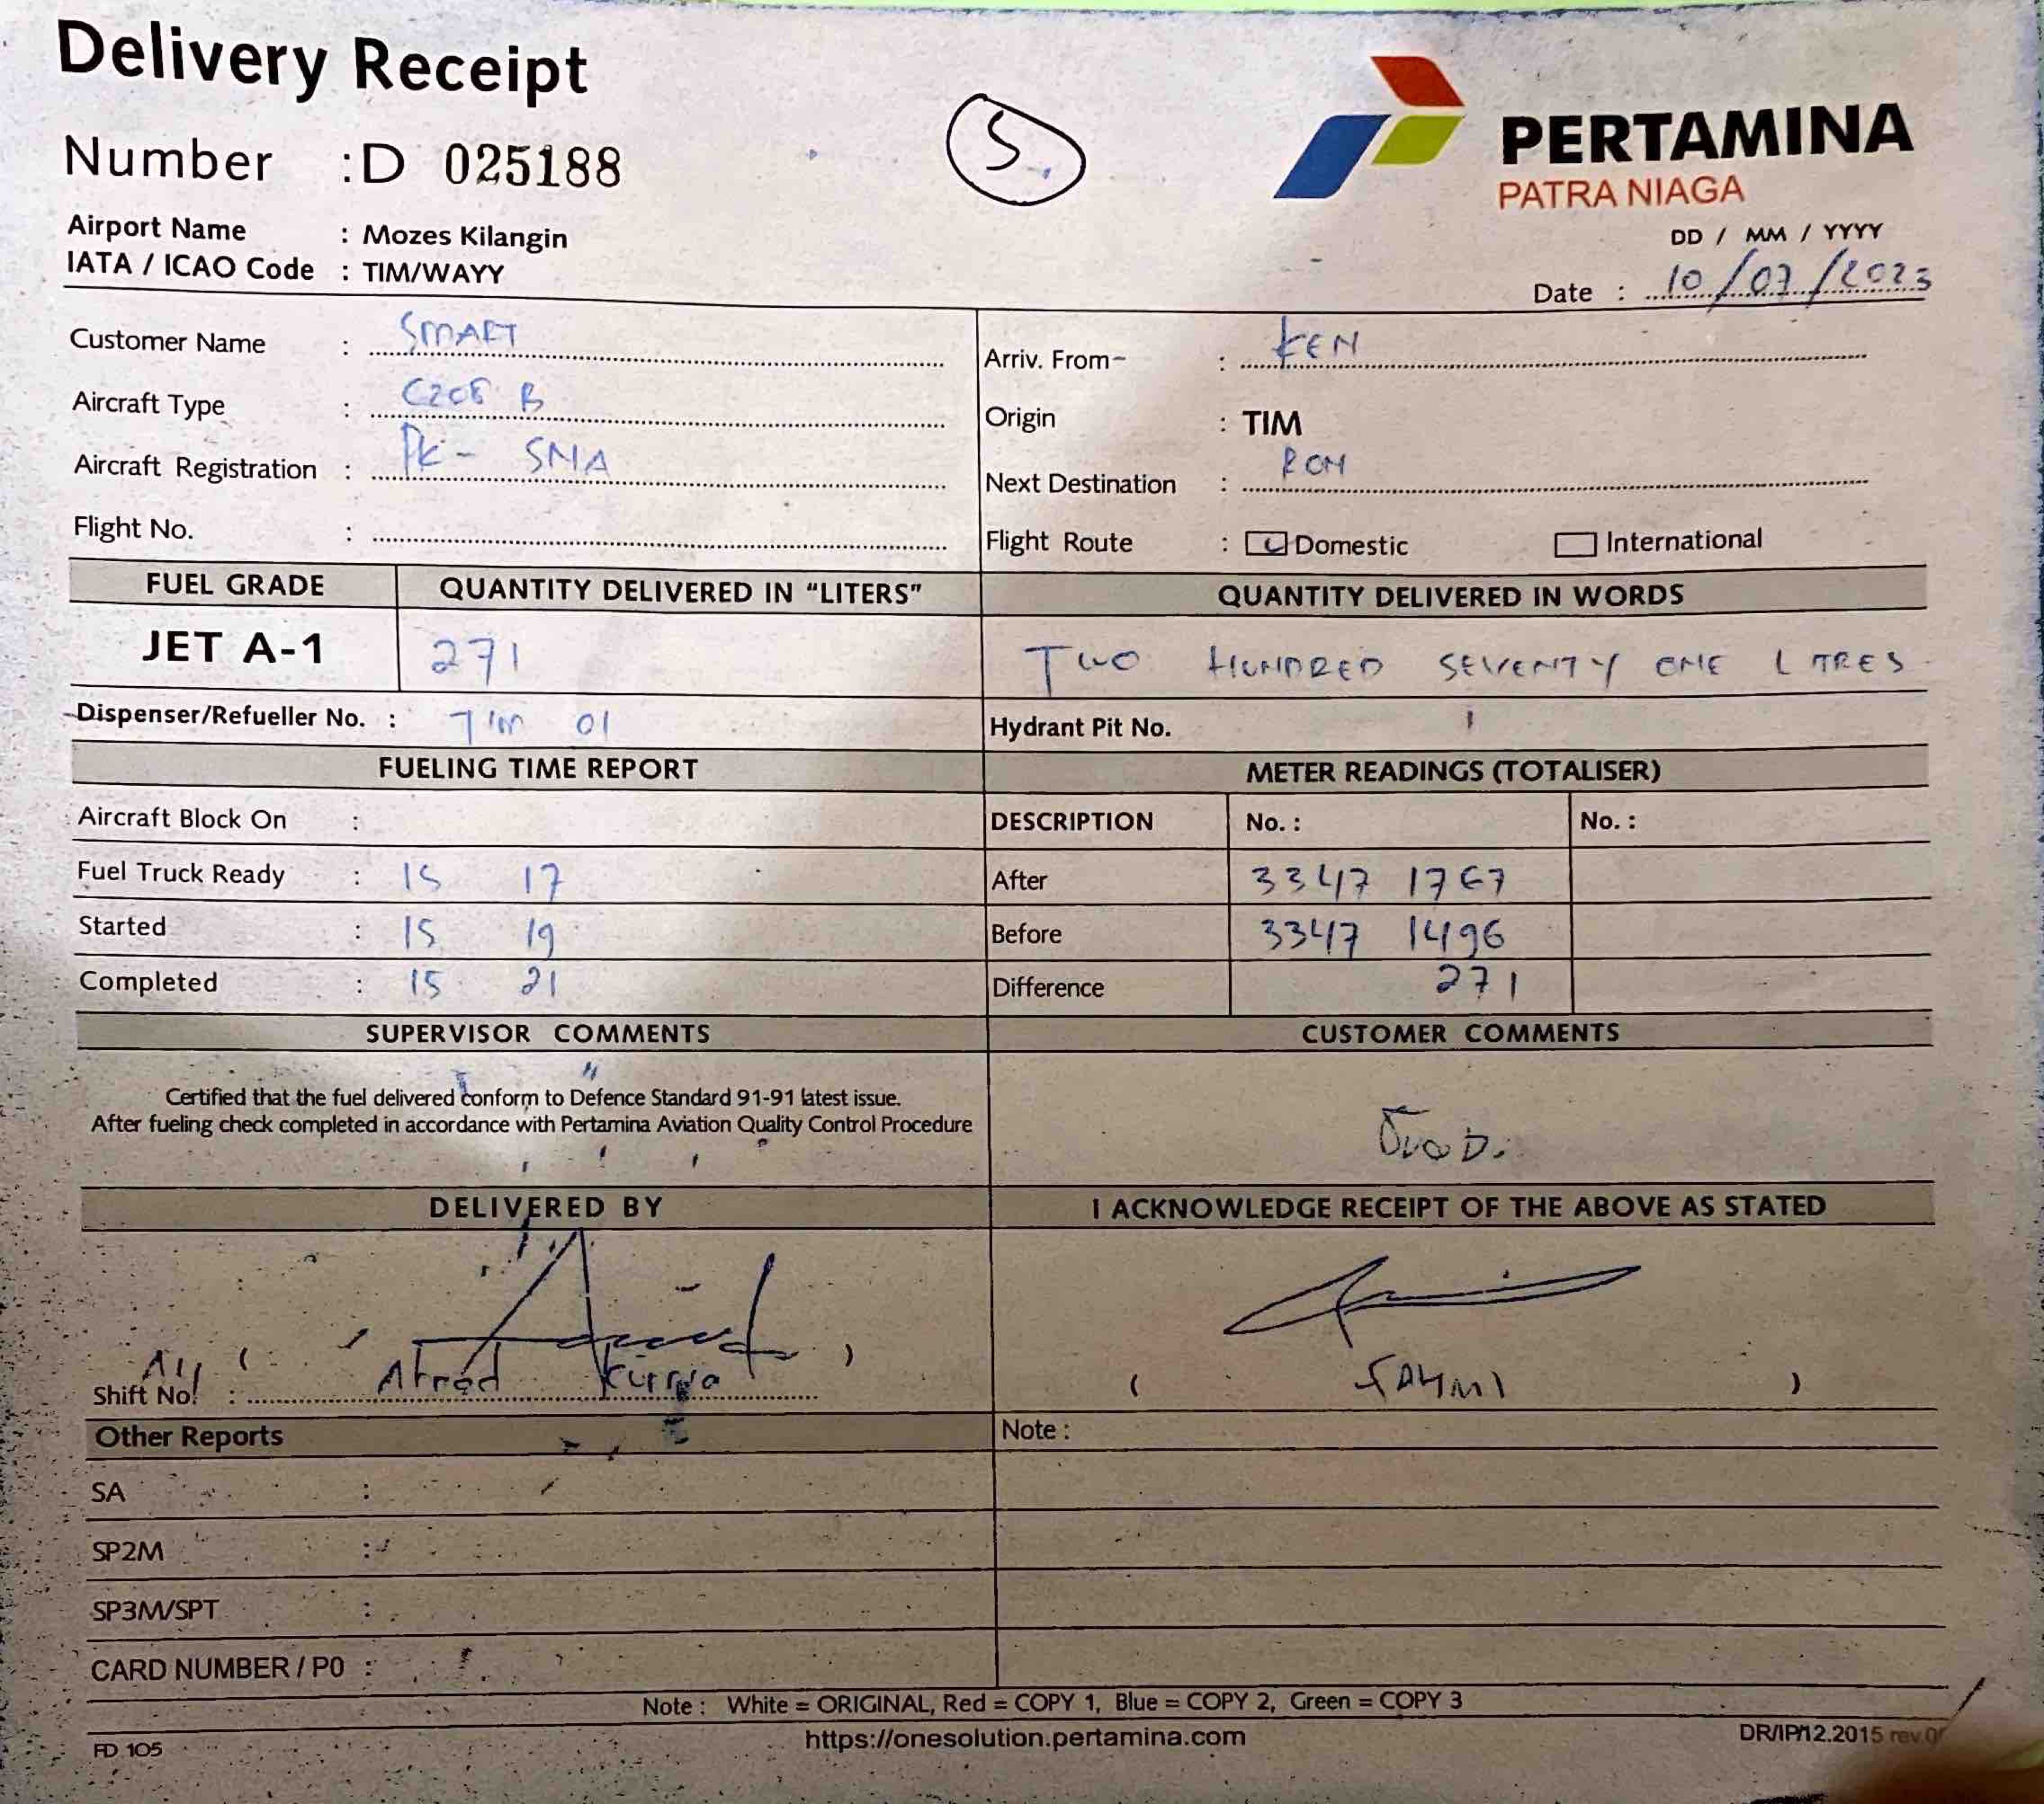 Delivery Receipt
Number : D 025188
S.
PERTAMINA
PATRA NIAGA
Airport Name : Mozes Kilangin
IATA / ICAO Code : TIM/WAYY
DD / MM / YYYY
Date : 10/07/2023
Customer Name : SMART
Aircraft Type : C208 B
Aircraft Registration : PK- SNA
Flight No. :
Arriv. From :
Origin : TIM
Next Destination :
Flight Route : Domestic International
FUEL GRADE QUANTITY DELIVERED IN "LITERS" QUANTITY DELIVERED IN WORDS
JET A-1 271 TWO HUNDRED SEVENTY ONE LITRES
Dispenser/Refueller No. : TIM 01 Hydrant Pit No.
FUELING TIME REPORT METER READINGS (TOTALISER)
Aircraft Block On : DESCRIPTION No. : No. :
Fuel Truck Ready : 15 17 After 3347 1767
Started : 15 19 Before 3347 1496
Completed : 15 21 Difference 271
SUPERVISOR COMMENTS CUSTOMER COMMENTS
Certified that the fuel delivered conform to Defence Standard 91-91 latest issue.
After fueling check completed in accordance with Pertamina Aviation Quality Control Procedure
DELIVERED BY I ACKNOWLEDGE RECEIPT OF THE ABOVE AS STATED
Shift No. : ( ) ( FAHMI )
Other Reports Note :
SA :
SP2M :
SP3M/SPT :
CARD NUMBER / PO :
Note : White = ORIGINAL, Red = COPY 1, Blue = COPY 2, Green = COPY 3
https://onesolution.pertamina.com
FD 105
DR/IP/12.2015